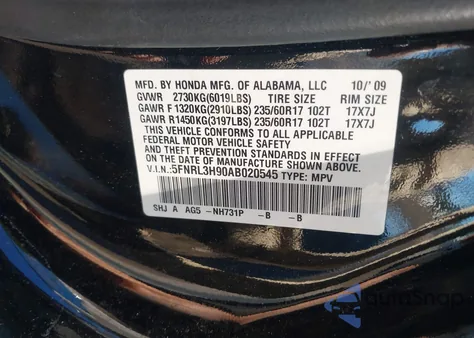 MFD. BY HONDA MFG. OF ALABAMA, LLC 10/' 09
GVWR 2730KG(6019LBS) TIRE SIZE RIM SIZE
GAWR F1320KG(2910LBS) 235/60R17 102T 17X7J
GAWR R1450KG(3197LBS) 235/60R17 102T 17X7J
THIS VEHICLE CONFORMS TO ALL APPLICABLE
FEDERAL MOTOR VEHICLE SAFETY
AND THEFT PREVENTION STANDARDS IN EFFECT ON THE
DATE OF MANUFACTURE SHOWN ABOVE.
V.I.N.:5FNRL3H90AB020545 TYPE: MPV
SHJ A AG5 -NH731P -B -B
AutoSnap